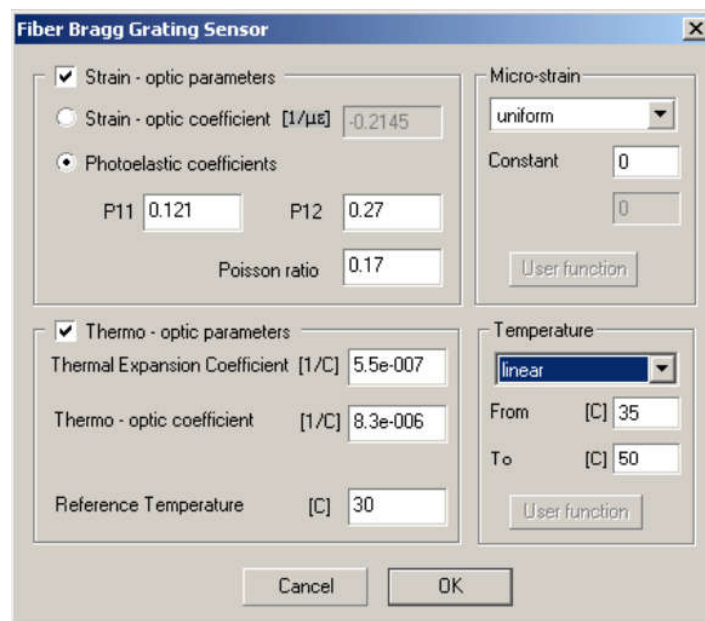 Fiber Bragg Grating Sensor
Strain - optic parameters
Strain - optic coefficient [1/με] -0.2145
Photoelastic coefficients
P11 0.121 P12 0.27
Poisson ratio 0.17
Micro-strain
uniform
Constant 0
0
User function
Thermo - optic parameters
Thermal Expansion Coefficient [1/C] 5.5e-007
Thermo - optic coefficient [1/C] 8.3e-006
Reference Temperature [C] 30
Temperature
linear
From [C] 35
To [C] 50
User function
Cancel OK